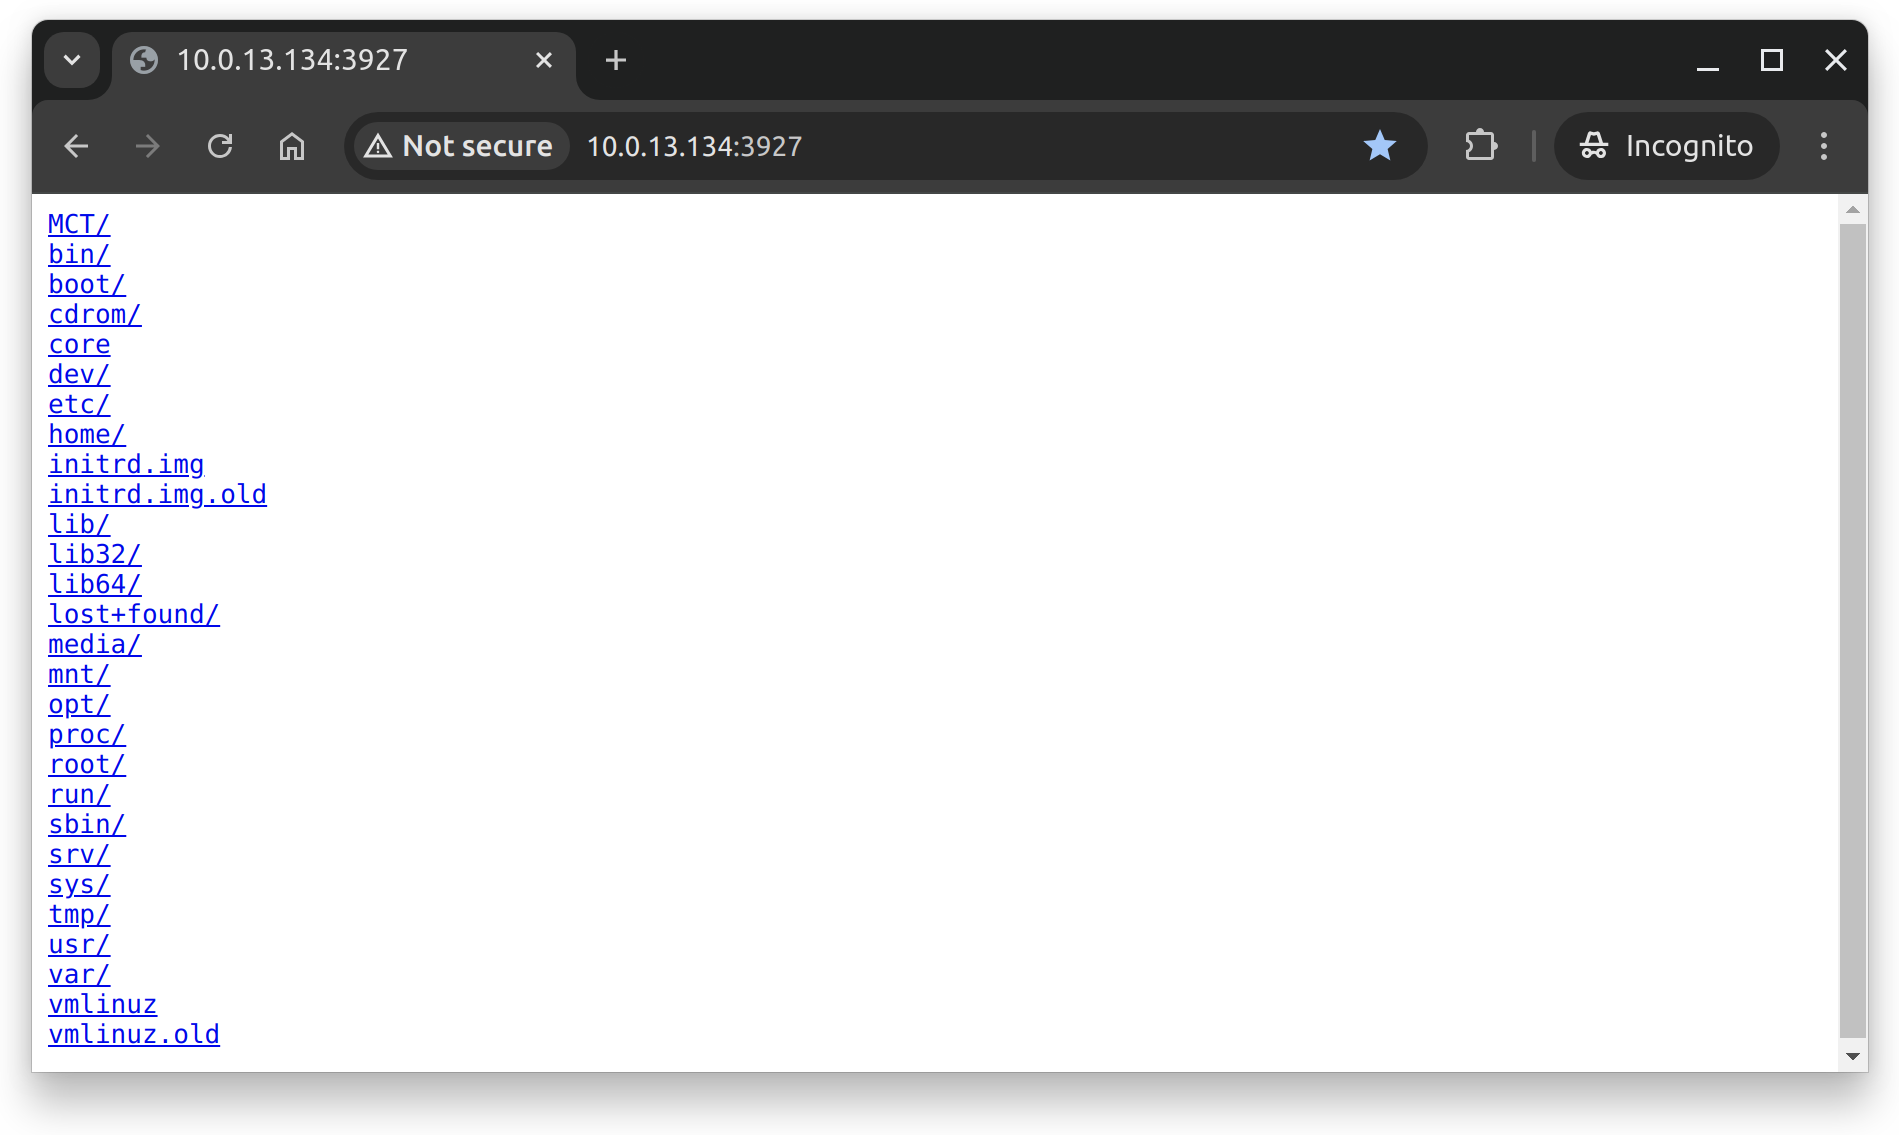 10.0.13.134:3927
Not secure 10.0.13.134:3927 Incognito
MCT/
bin/
boot/
cdrom/
core
dev/
etc/
home/
initrd.img
initrd.img.old
lib/
lib32/
lib64/
lost+found/
media/
mnt/
opt/
proc/
root/
run/
sbin/
srv/
sys/
tmp/
usr/
var/
vmlinuz
vmlinuz.old